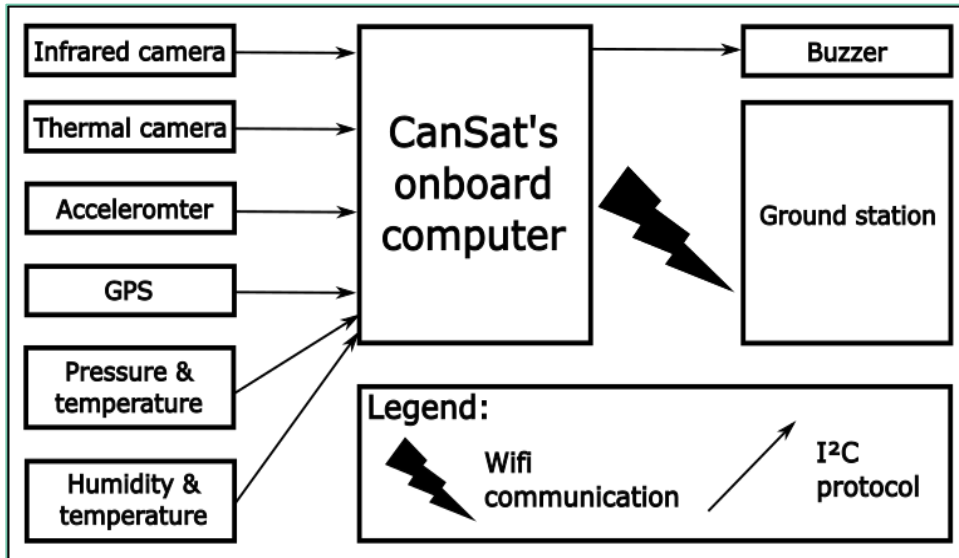 Infrared camera
Thermal camera
Acceleromter
GPS
Pressure &
temperature
Humidity &
temperature
CanSat's
onboard
computer
Buzzer
Ground station
Legend:
Wifi
communication
I²C
protocol